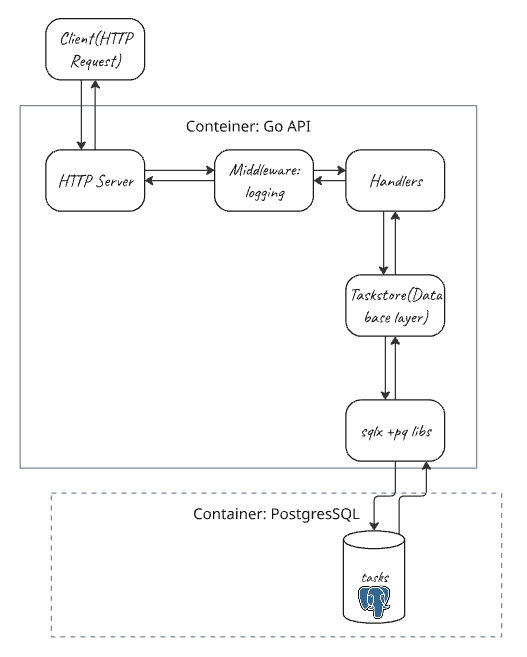 Client(HTTP
Request)
Conteiner: Go API
HTTP Server
Middleware:
logging
Handlers
Taskstore(Data
base layer)
sqlx +pq libs
Container: PostgresSQL
tasks